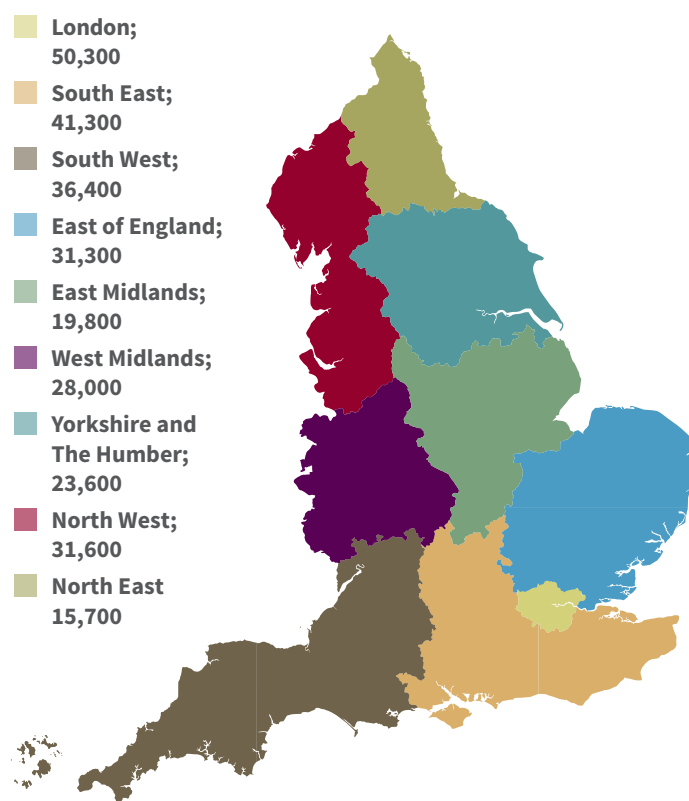 London;
50,300
South East;
41,300
South West;
36,400
East of England;
31,300
East Midlands;
19,800
West Midlands;
28,000
Yorkshire and
The Humber;
23,600
North West;
31,600
North East
15,700